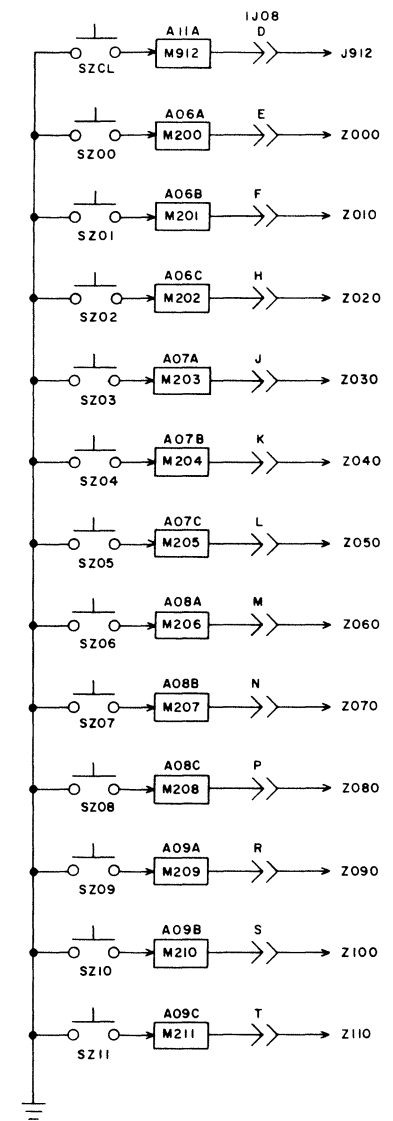 1J08
A11A D
M912 J912
SZCL
A06A E
M200 Z000
SZ00
A06B F
M201 Z010
SZ01
A06C H
M202 Z020
SZ02
A07A J
M203 Z030
SZ03
A07B K
M204 Z040
SZ04
A07C L
M205 Z050
SZ05
A08A M
M206 Z060
SZ06
A08B N
M207 Z070
SZ07
A08C P
M208 Z080
SZ08
A09A R
M209 Z090
SZ09
A09B S
M210 Z100
SZ10
A09C T
M211 Z110
SZ11